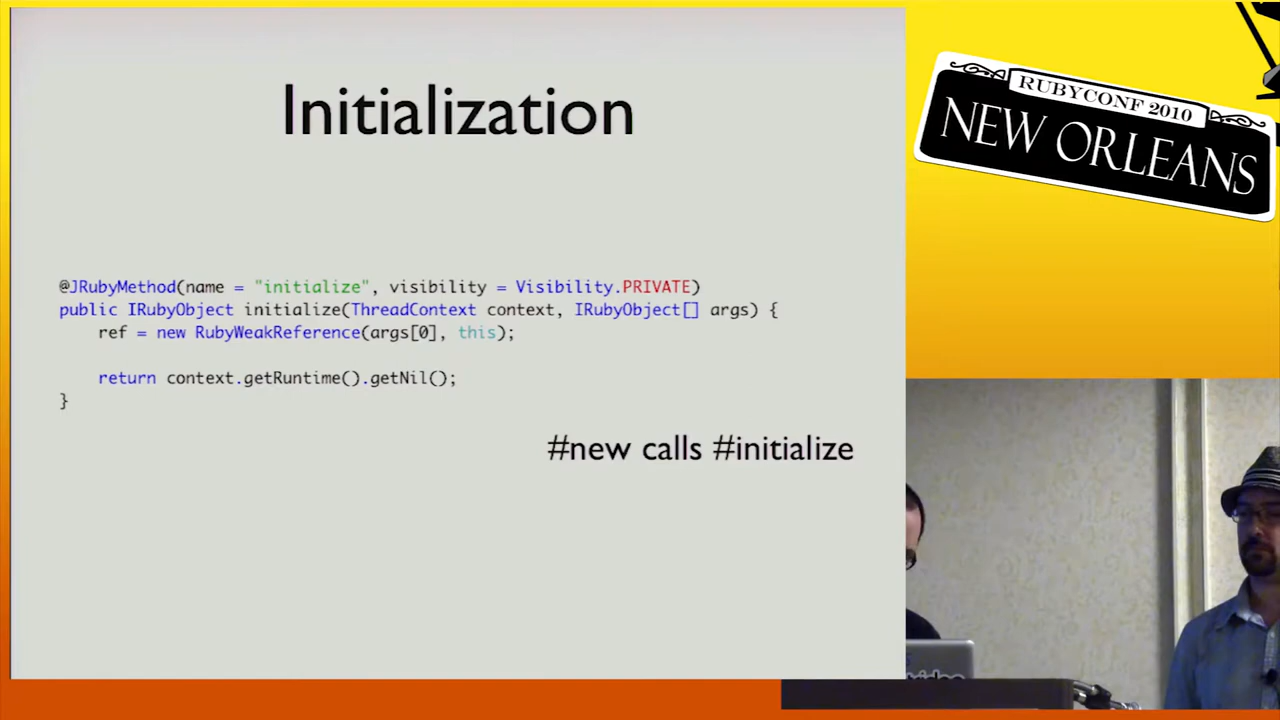 Initialization
@JRubyMethod(name = "initialize", visibility = Visibility.PRIVATE)
public IRubyObject initialize(ThreadContext context, IRubyObject[] args) {
ref = new RubyWeakReference(args[0], this);
return context.getRuntime().getNil();
}
#new calls #initialize
RUBYCONF 2010
NEW ORLEANS